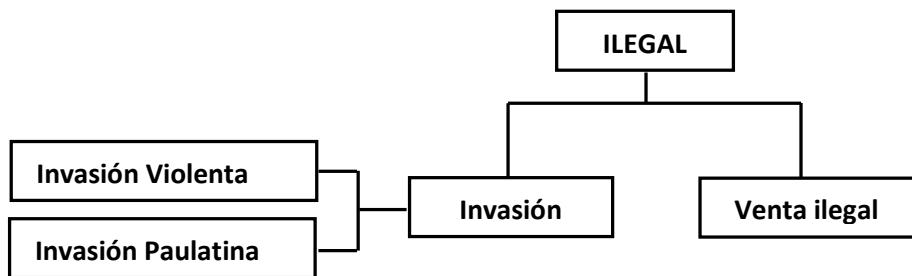 ILEGAL
Invasión Violenta
Invasión
Venta ilegal
Invasión Paulatina